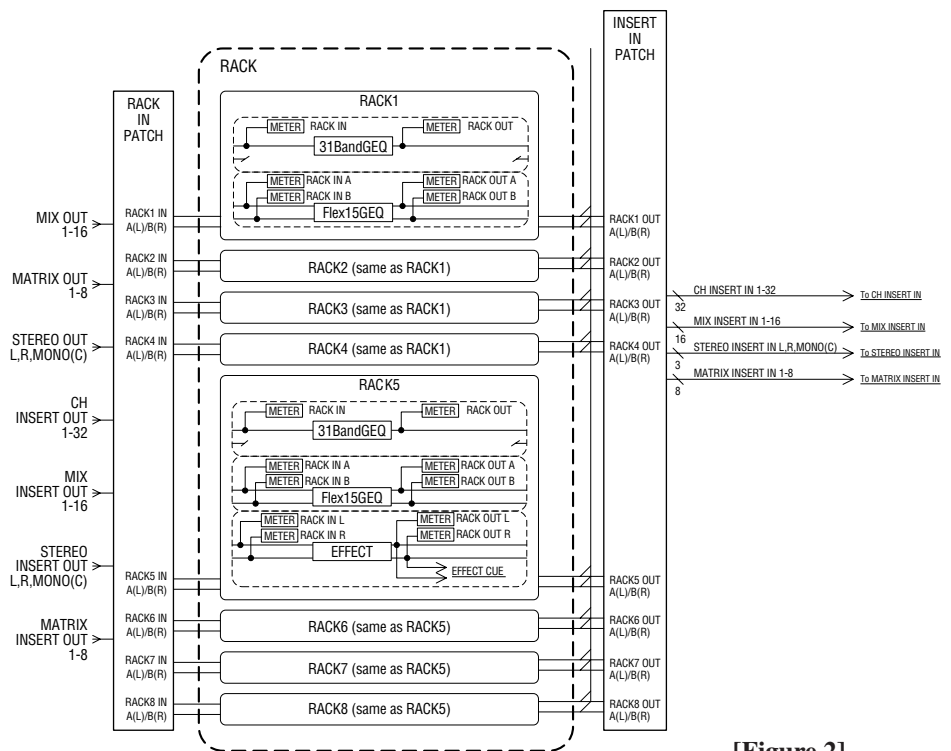 INSERT
IN
PATCH
RACK
RACK
IN
PATCH
RACK1
METER RACK IN METER RACK OUT
31BandGEQ
METER RACK IN A METER RACK OUT A
METER RACK IN B METER RACK OUT B
Flex15GEQ
MIX OUT
1-16
RACK1 IN
A(L)/B(R)
RACK1 OUT
A(L)/B(R)
MATRIX OUT
1-8
RACK2 IN
A(L)/B(R)
RACK2 (same as RACK1)
RACK2 OUT
A(L)/B(R)
RACK3 IN
A(L)/B(R)
RACK3 (same as RACK1)
RACK3 OUT
A(L)/B(R)
CH INSERT IN 1-32
32
To CH INSERT IN
MIX INSERT IN 1-16
16
To MIX INSERT IN
STEREO INSERT IN L,R,MONO(C)
3
To STEREO INSERT IN
MATRIX INSERT IN 1-8
8
To MATRIX INSERT IN
STEREO OUT
L,R,MONO(C)
RACK4 IN
A(L)/B(R)
RACK4 (same as RACK1)
RACK4 OUT
A(L)/B(R)
RACK5
METER RACK IN METER RACK OUT
31BandGEQ
METER RACK IN A METER RACK OUT A
METER RACK IN B METER RACK OUT B
Flex15GEQ
METER RACK IN L METER RACK OUT L
METER RACK IN R METER RACK OUT R
EFFECT
EFFECT CUE
CH
INSERT OUT
1-32
MIX
INSERT OUT
1-16
STEREO
INSERT OUT
L,R,MONO(C)
RACK5 IN
A(L)/B(R)
RACK5 OUT
A(L)/B(R)
MATRIX
INSERT OUT
1-8
RACK6 IN
A(L)/B(R)
RACK6 (same as RACK5)
RACK6 OUT
A(L)/B(R)
RACK7 IN
A(L)/B(R)
RACK7 (same as RACK5)
RACK7 OUT
A(L)/B(R)
RACK8 IN
A(L)/B(R)
RACK8 (same as RACK5)
RACK8 OUT
A(L)/B(R)
[Figure 2]